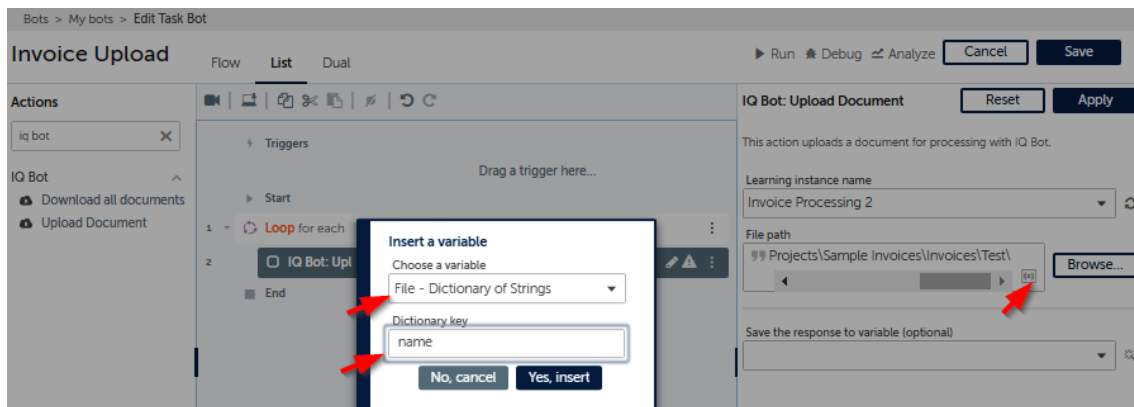 Bots > My bots > Edit Task Bot
Invoice Upload
Flow List Dual
Run Debug Analyze Cancel Save
Actions
iq bot
IQ Bot
Download all documents
Upload Document
Triggers
Drag a trigger here...
Start
1 Loop for each
2 IQ Bot: Upl
End
Insert a variable
Choose a variable
File - Dictionary of Strings
Dictionary key
name
No, cancel Yes, insert
IQ Bot: Upload Document Reset Apply
This action uploads a document for processing with IQ Bot.
Learning instance name
Invoice Processing 2
File path
Projects\Sample Invoices\Invoices\Test\
(x)
Browse...
Save the response to variable (optional)